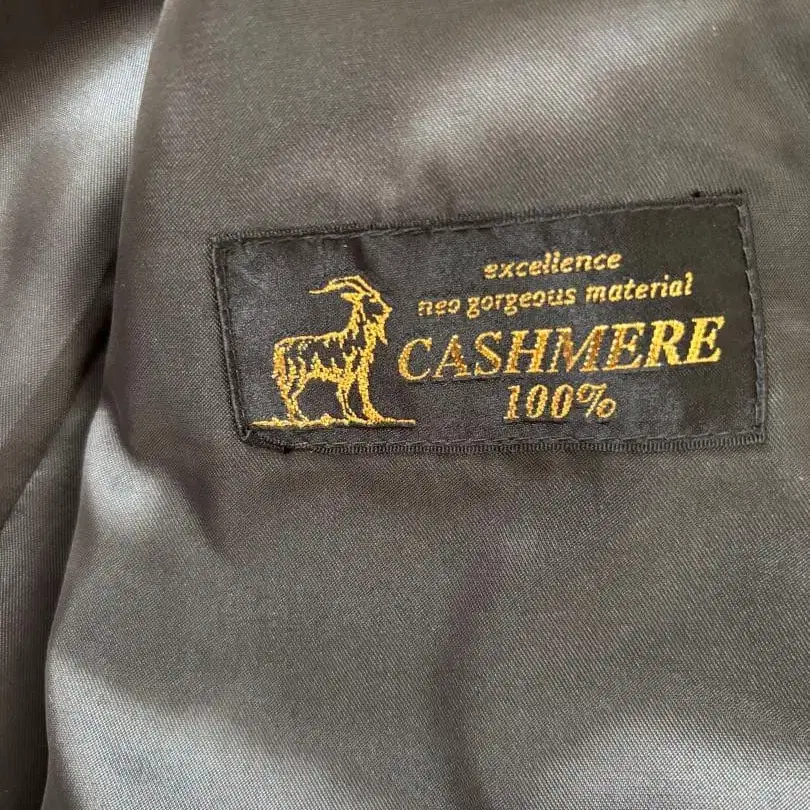 excellence
neo gorgeous material
CASHMERE
100%